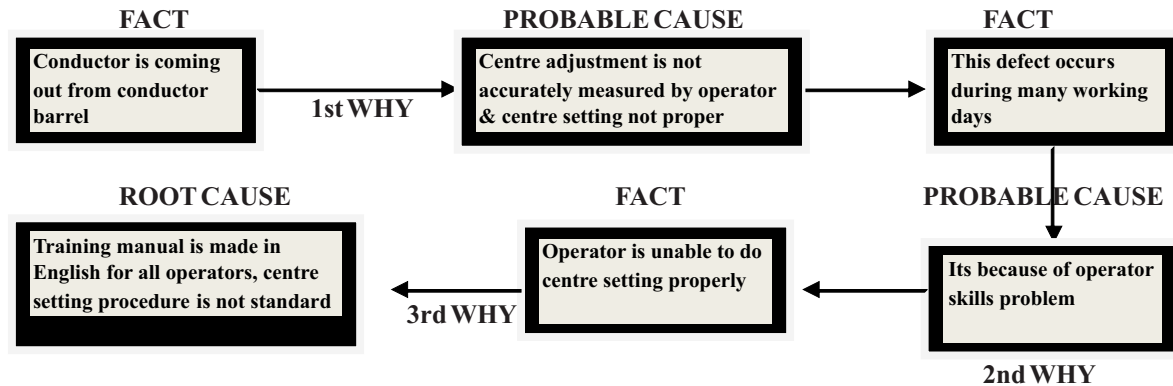 FACT
Conductor is coming
out from conductor
barrel
1st WHY
PROBABLE CAUSE
Centre adjustment is not
accurately measured by operator
& centre setting not proper
FACT
This defect occurs
during many working
days
PROBABLE CAUSE
Its because of operator
skills problem
2nd WHY
FACT
Operator is unable to do
centre setting properly
3rd WHY
ROOT CAUSE
Training manual is made in
English for all operators, centre
setting procedure is not standard